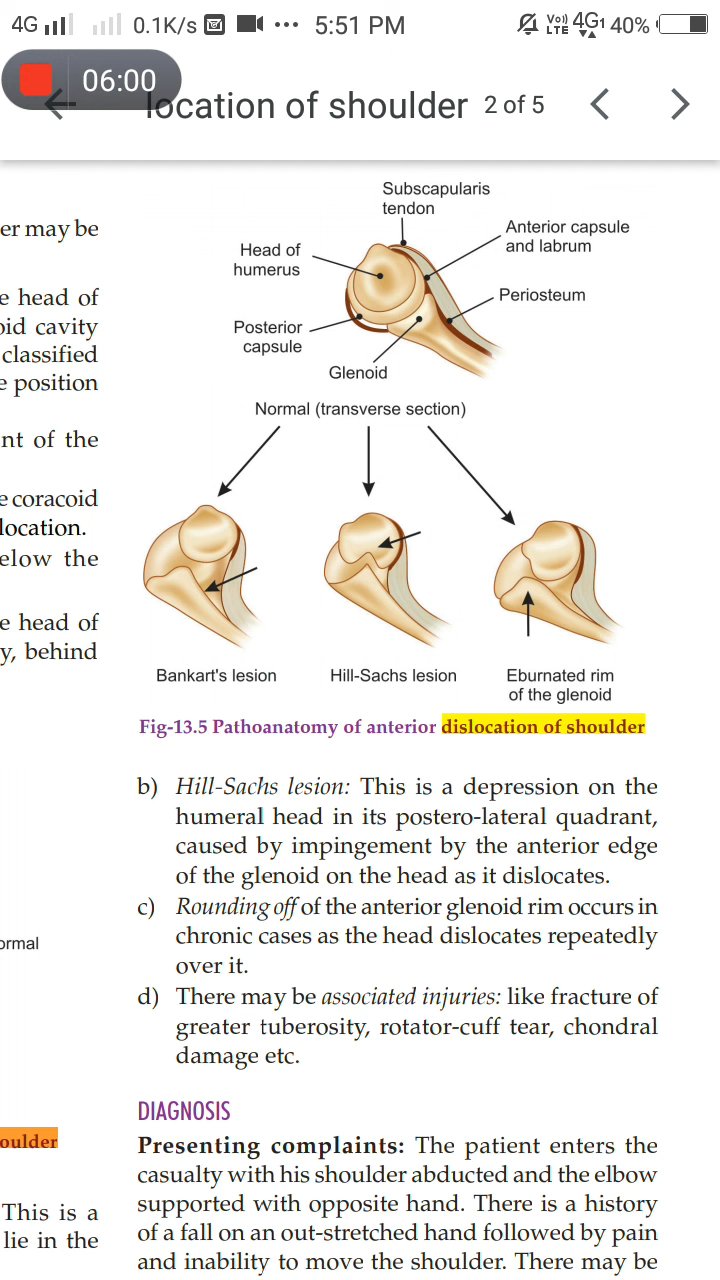 4G 0.1K/s ••• 5:51 PM Vo)) LTE 4G1 40%
06:00
location of shoulder 2 of 5
er may be
e head of
oid cavity
classified
e position
nt of the
e coracoid
location.
elow the
e head of
y, behind
ormal
oulder
This is a
lie in the
Subscapularis
tendon
Anterior capsule
and labrum
Head of
humerus
Periosteum
Posterior
capsule
Glenoid
Normal (transverse section)
Bankart's lesion
Hill-Sachs lesion
Eburnated rim
of the glenoid
Fig-13.5 Pathoanatomy of anterior dislocation of shoulder
b) Hill-Sachs lesion: This is a depression on the
humeral head in its postero-lateral quadrant,
caused by impingement by the anterior edge
of the glenoid on the head as it dislocates.
c) Rounding off of the anterior glenoid rim occurs in
chronic cases as the head dislocates repeatedly
over it.
d) There may be associated injuries: like fracture of
greater tuberosity, rotator-cuff tear, chondral
damage etc.
DIAGNOSIS
Presenting complaints: The patient enters the
casualty with his shoulder abducted and the elbow
supported with opposite hand. There is a history
of a fall on an out-stretched hand followed by pain
and inability to move the shoulder. There may be